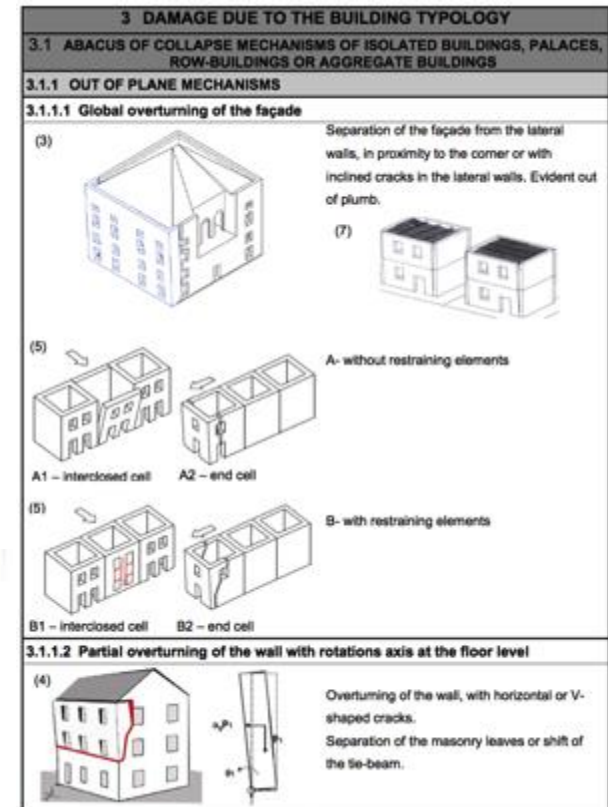 3 DAMAGE DUE TO THE BUILDING TYPOLOGY
3.1 ABACUS OF COLLAPSE MECHANISMS OF ISOLATED BUILDINGS, PALACES,
ROW-BUILDINGS OR AGGREGATE BUILDINGS
3.1.1 OUT OF PLANE MECHANISMS
3.1.1.1 Global overturning of the façade
(3)
Separation of the façade from the lateral
walls, in proximity to the corner or with
inclined cracks in the lateral walls. Evident out
of plumb.
(7)
(5)
A- without restraining elements
A1 – interclosed cell
A2 – end cell
(5)
B- with restraining elements
B1 – interclosed cell
B2 – end cell
3.1.1.2 Partial overturning of the wall with rotations axis at the floor level
(4)
Overturning of the wall, with horizontal or V-
shaped cracks.
Separation of the masonry leaves or shift of
the tie-beam.